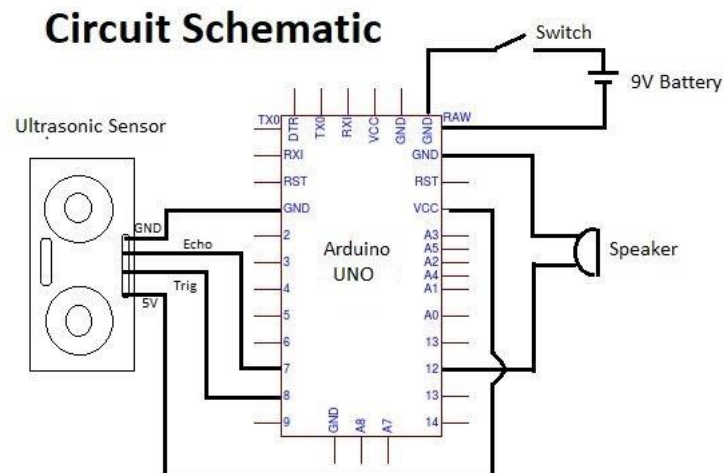 Circuit Schematic
Switch
9V Battery
Ultrasonic Sensor
TX0
DTR
TX0
RXI
VCC
GND
GND
RAW
RXI
GND
RST
RST
GND
VCC
GND
2
A3
Echo
3
Arduino
UNO
A5
A2
Speaker
Trig
4
A4
A1
5V
5
A0
6
13
7
12
8
13
9
14
GND
A8
A7